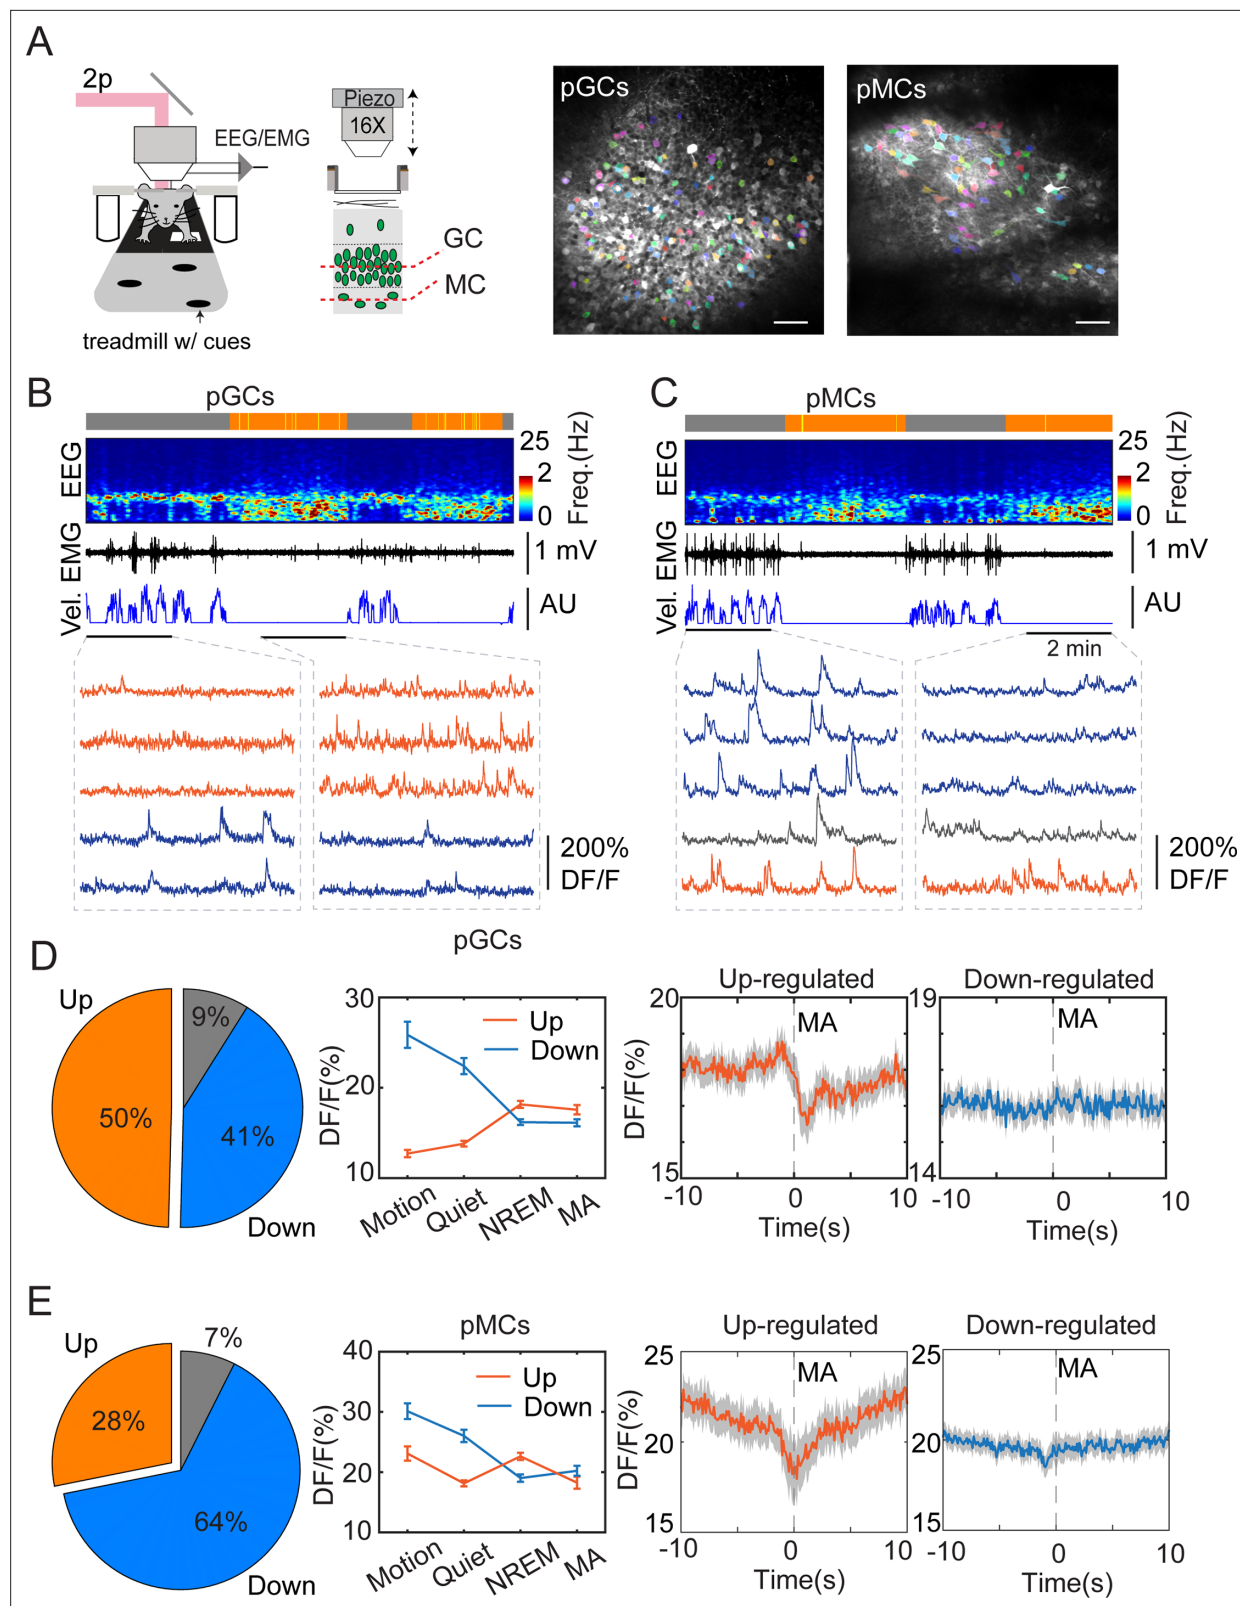 A
2p
EEG/EMG
treadmill w/ cues
Piezo
16X
GC
MC
pGCs
pMCs
B
pGCs
EEG
25
2
0
Freq.(Hz)
EMG
1 mV
Vel.
AU
200%
DF/F
C
pMCs
EEG
25
2
0
Freq.(Hz)
EMG
1 mV
Vel.
AU
2 min
200%
DF/F
D
pGCs
Up
9%
50%
41%
Down
30
20
10
DF/F(%)
Up
Down
Motion
Quiet
NREM
MA
Up-regulated
20
15
DF/F(%)
MA
-10
0
10
Time(s)
Down-regulated
19
14
MA
-10
0
10
Time(s)
E
Up
7%
28%
64%
Down
pMCs
40
30
20
10
DF/F(%)
Up
Down
Motion
Quiet
NREM
MA
Up-regulated
25
20
15
DF/F(%)
MA
-10
0
10
Time(s)
Down-regulated
25
20
15
MA
-10
0
10
Time(s)